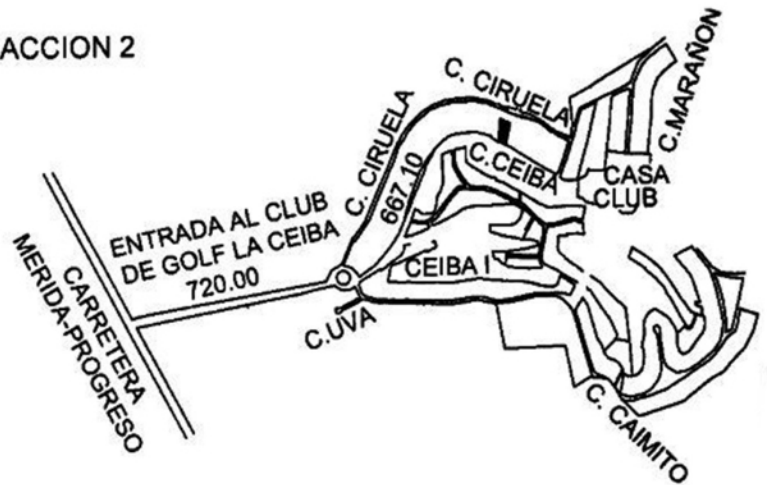 ACCION 2
C. CIRUELA
C. MARAÑON
C. CIRUELA
667.10
C.CEIBA
CASA
CLUB
ENTRADA AL CLUB
DE GOLF LA CEIBA
720.00
CEIBA I
CARRETERA
MERIDA-PROGRESO
C.UVA
C. CAIMITO